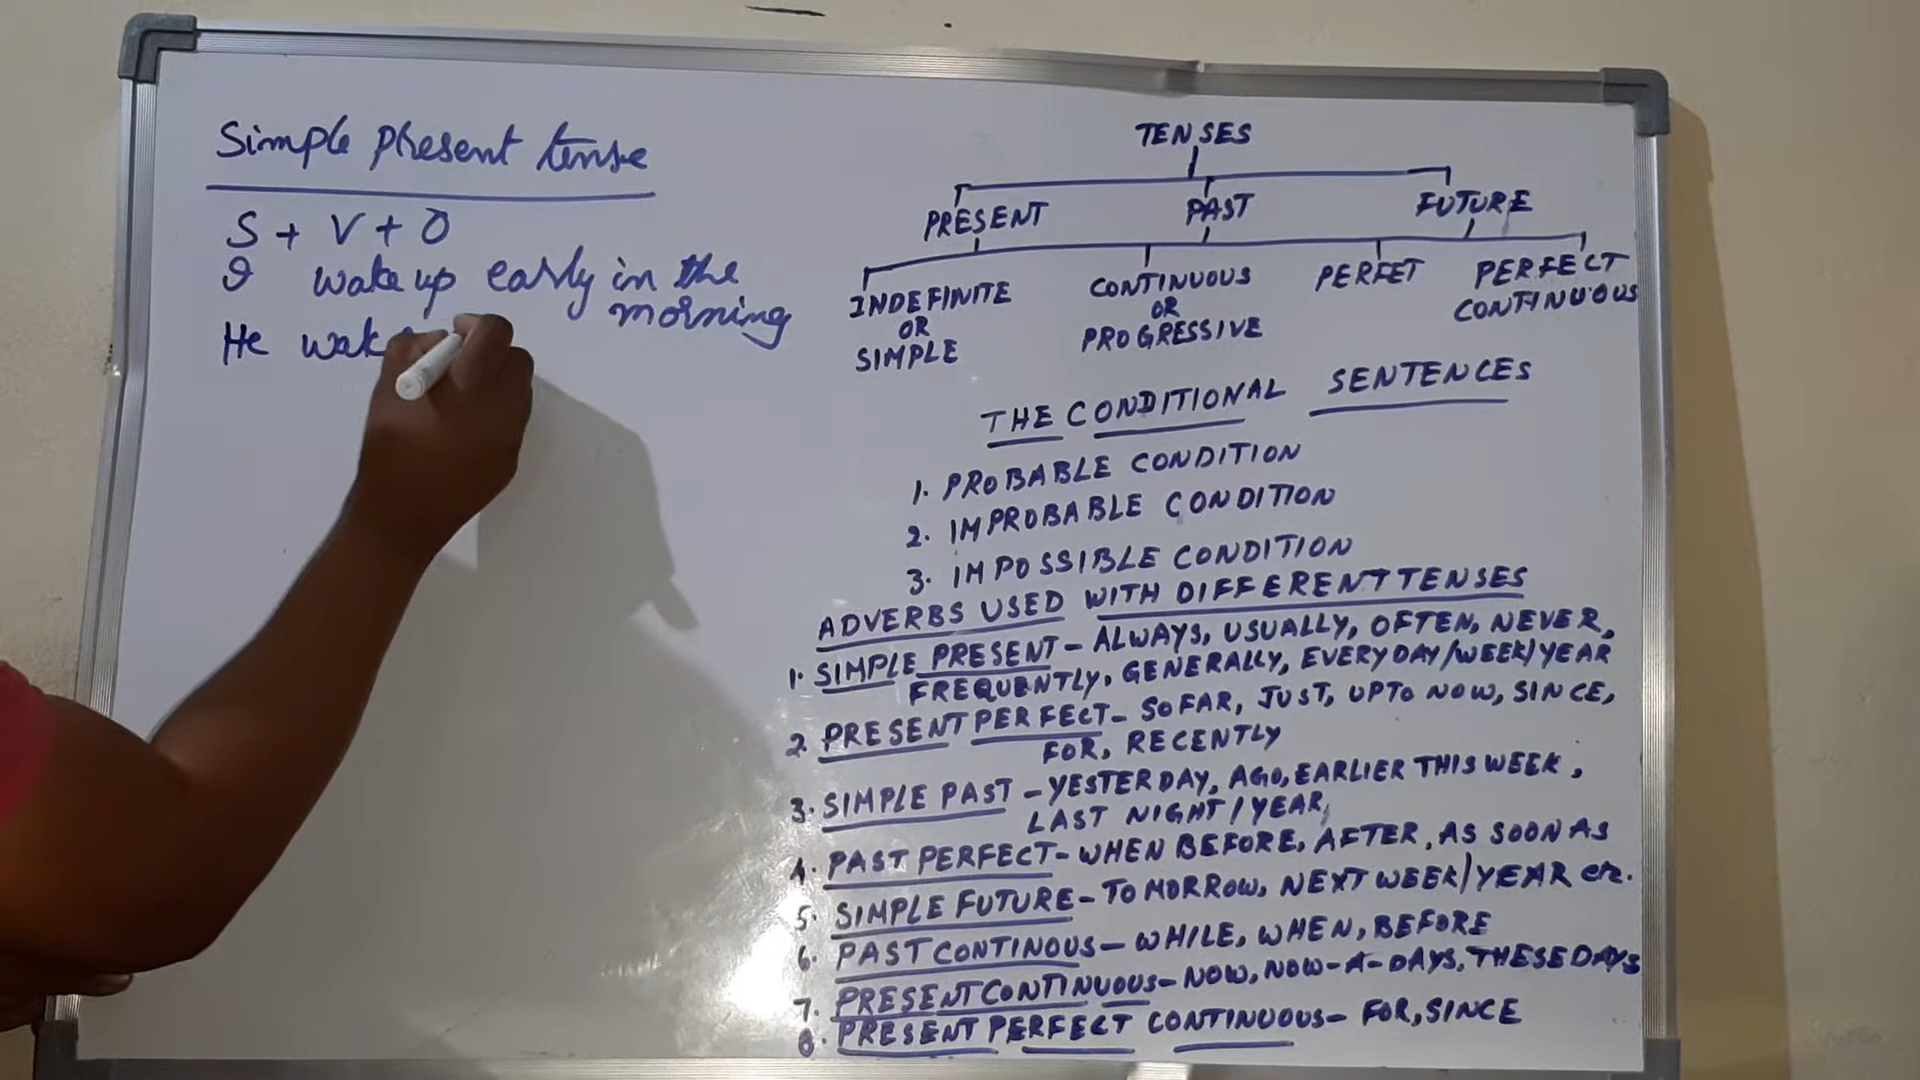 Simple present tense
S + V + O
I wake up early in the
morning
He wak
TENSES
PRESENT PAST FUTURE
INDEFINITE OR SIMPLE
CONTINUOUS OR PROGRESSIVE
PERFET
PERFECT CONTINUOUS
THE CONDITIONAL SENTENCES
1. PROBABLE CONDITION
2. IMPROBABLE CONDITION
3. IMPOSSIBLE CONDITION
ADVERBS USED WITH DIFFERENT TENSES
1. SIMPLE PRESENT - ALWAYS, USUALLY, OFTEN, NEVER,
FREQUENTLY, GENERALLY, EVERYDAY/WEEK/YEAR
2. PRESENT PERFECT - SO FAR, JUST, UPTO NOW, SINCE,
FOR, RECENTLY
3. SIMPLE PAST - YESTERDAY, AGO, EARLIER THIS WEEK,
LAST NIGHT/YEAR,
4. PAST PERFECT - WHEN BEFORE, AFTER, AS SOON AS
5. SIMPLE FUTURE - TOMORROW, NEXT WEEK/YEAR etc.
6. PAST CONTINOUS - WHILE, WHEN, BEFORE
7. PRESENT CONTINUOUS - NOW, NOW-A-DAYS, THESE DAYS
8. PRESENT PERFECT CONTINUOUS - FOR, SINCE